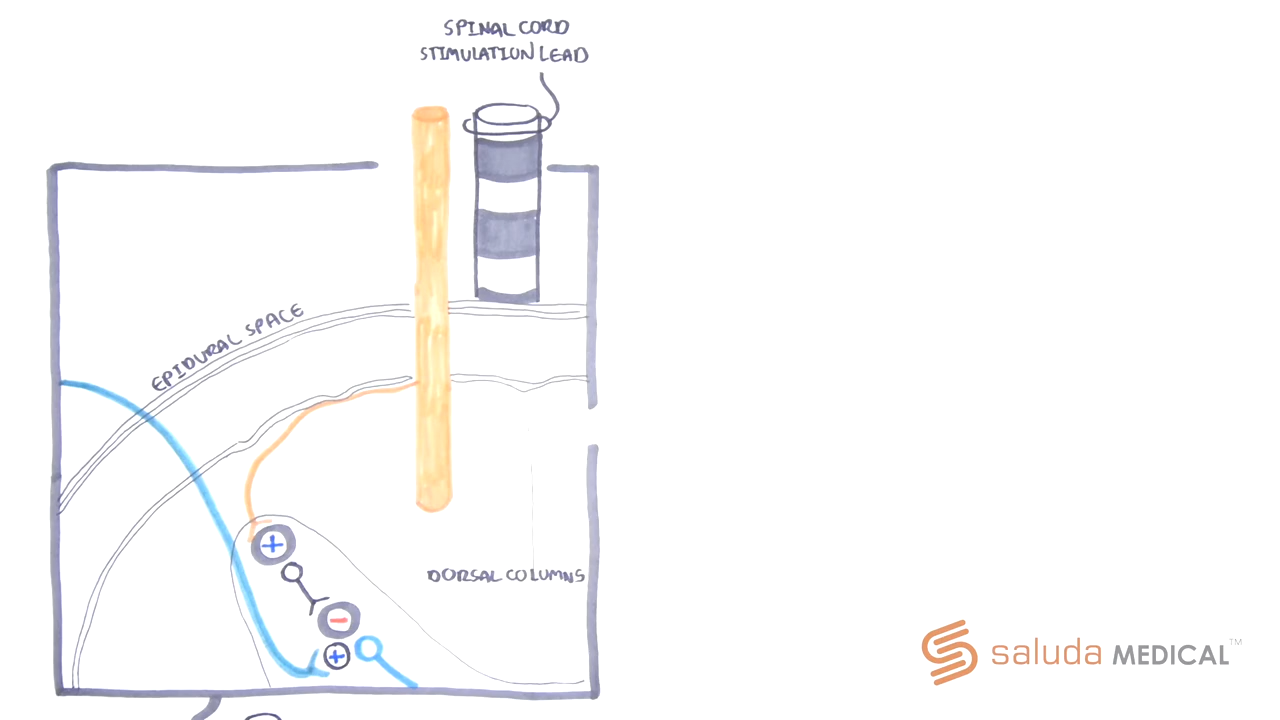 SPINAL CORD
STIMULATION LEAD
EPIDURAL SPACE
+
DORSAL COLUMNS
−
+
saluda MEDICAL™